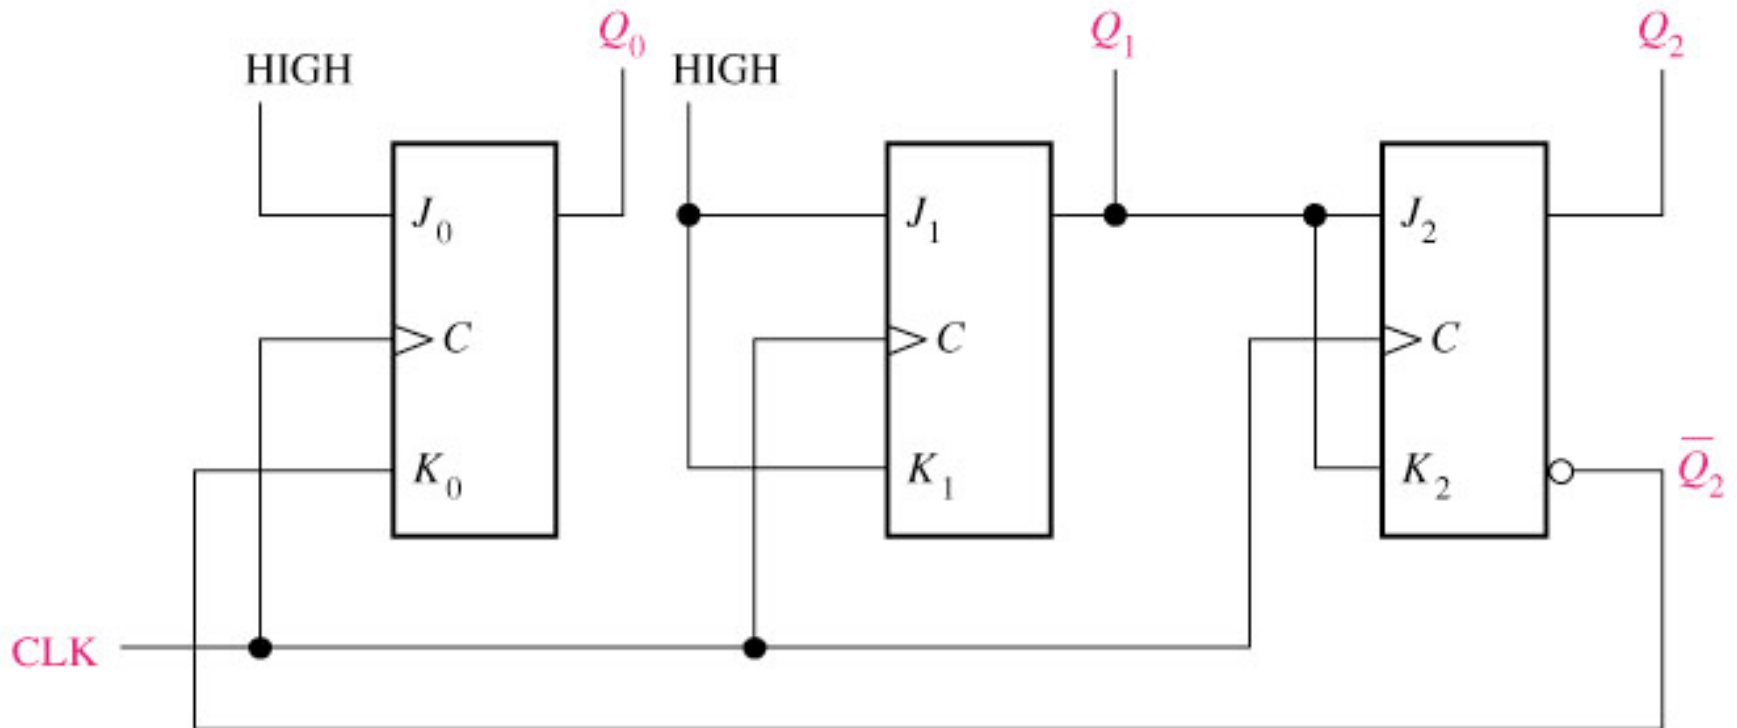 Q0 Q1 Q2
HIGH HIGH
J0 J1 J2
C C C
K0 K1 K2 Q̅2
CLK